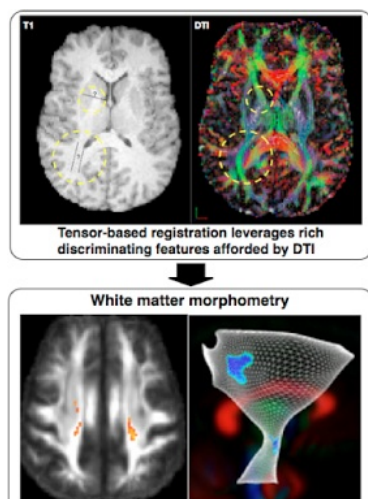 T1
DTI
Tensor-based registration leverages rich
discriminating features afforded by DTI
White matter morphometry